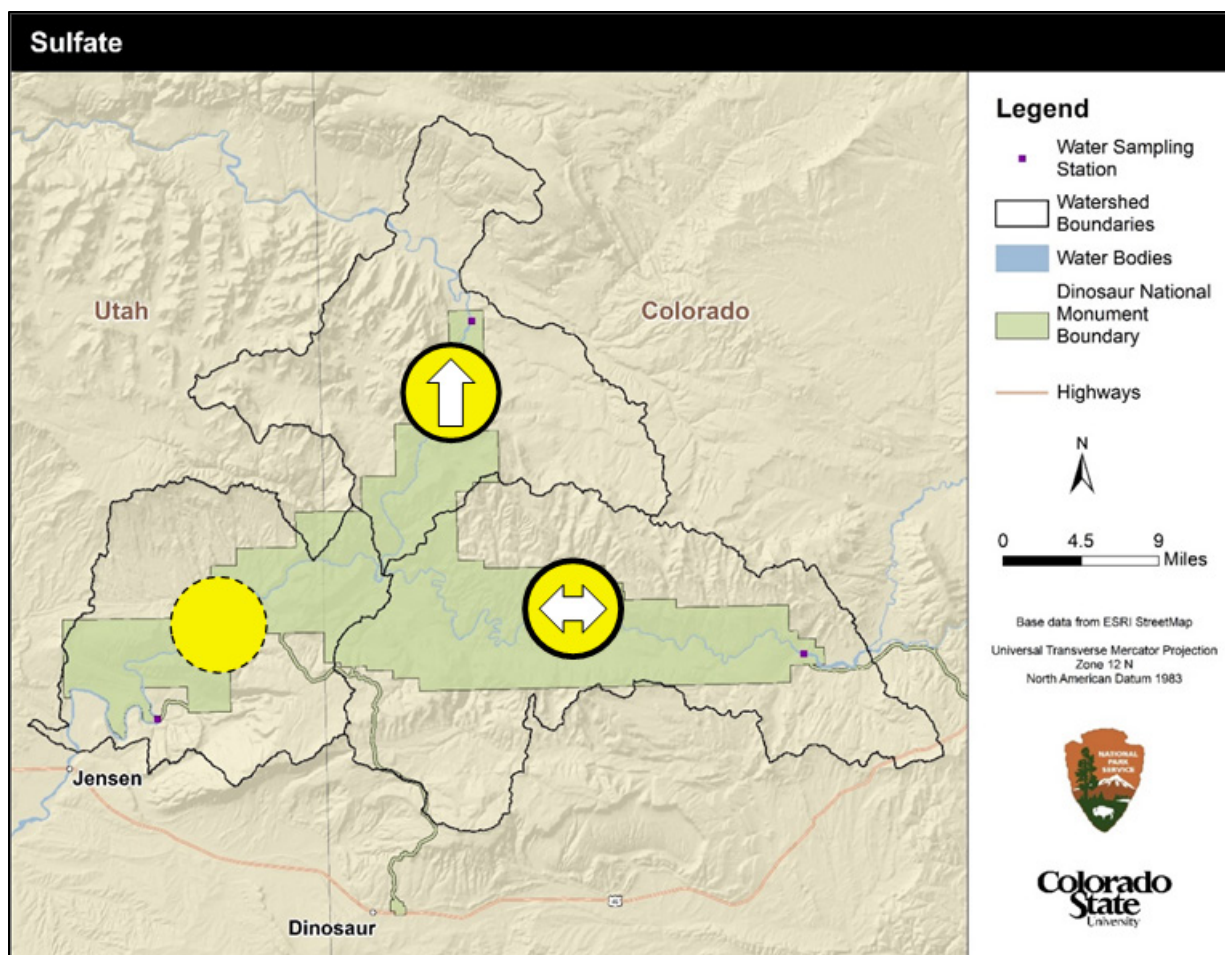 Sulfate
Utah
Colorado
Jensen
Dinosaur
Legend
Water Sampling
Station
Watershed
Boundaries
Water Bodies
Dinosaur National
Monument
Boundary
Highways
N
0 4.5 9
Miles
Base data from ESRI StreetMap
Universal Transverse Mercator Projection
Zone 12 N
North American Datum 1983
NATIONAL
PARK
SERVICE
Colorado
State
University